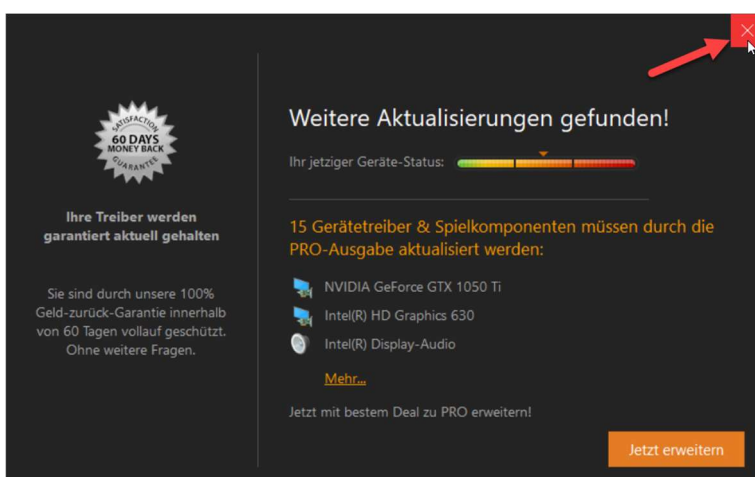 SATISFACTION
60 DAYS
MONEY BACK
GUARANTEE
Ihre Treiber werden
garantiert aktuell gehalten
Sie sind durch unsere 100%
Geld-zurück-Garantie innerhalb
von 60 Tagen vollauf geschützt.
Ohne weitere Fragen.
Weitere Aktualisierungen gefunden!
Ihr jetziger Geräte-Status:
15 Gerätetreiber & Spielkomponenten müssen durch die
PRO-Ausgabe aktualisiert werden:
NVIDIA GeForce GTX 1050 Ti
Intel(R) HD Graphics 630
Intel(R) Display-Audio
Mehr...
Jetzt mit bestem Deal zu PRO erweitern!
Jetzt erweitern